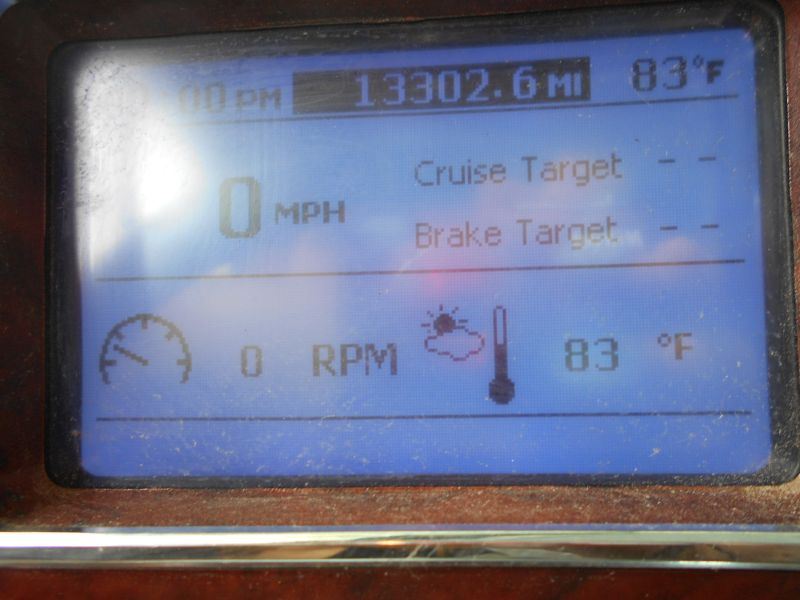 :00 PM 13302.6 MI 83°F
Cruise Target - -
0 MPH
Brake Target - -
0 RPM 83 °F